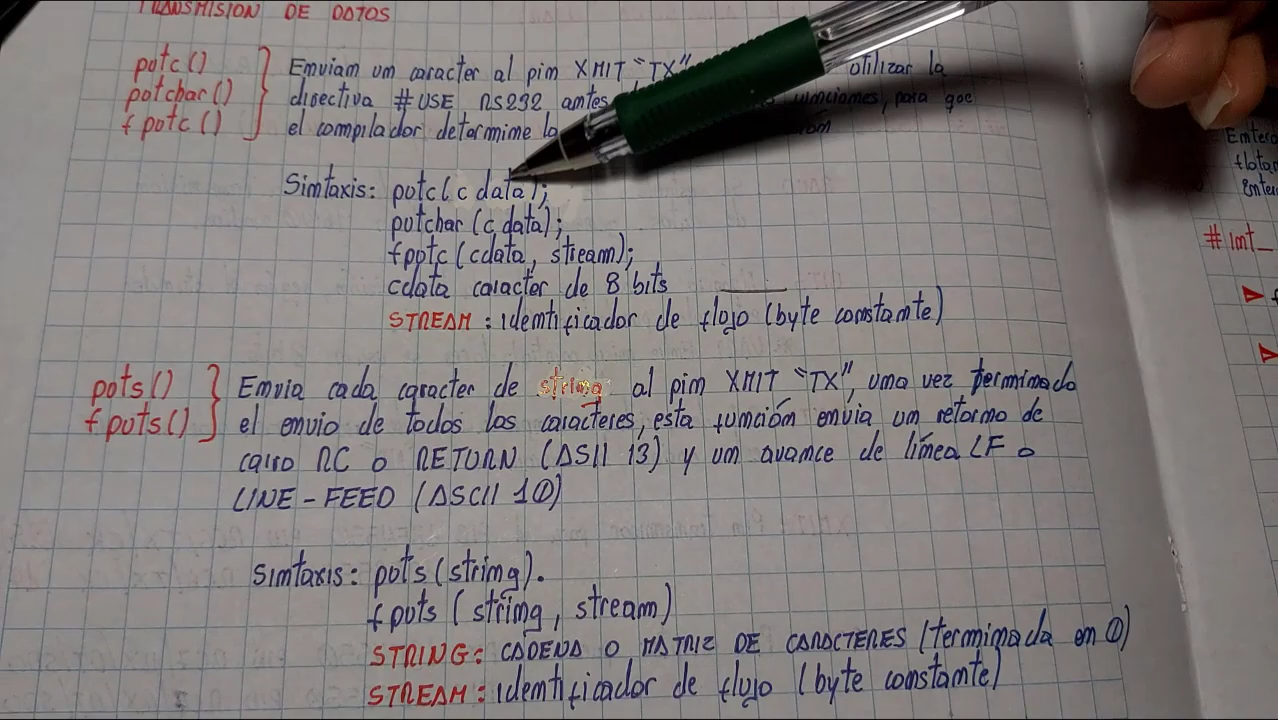 TRANSMISION DE DATOS
putc()
putchar()
fputc()
Envian un caracter al pin XMIT "TX" utilizar la
directiva #USE RS232 antes funciones, para que
el compilador determine la
Sintaxis: putc(c data);
putchar (c data);
fputc (cdata, stream);
cdata caracter de 8 bits
STREAM : identificador de flujo (byte constante)
puts()
fputs()
Envia cada caracter de string al pin XMIT "TX", una vez terminado
el envio de todos los caracteres, esta función envia un retorno de
carro RC o RETURN (ASII 13) y un avance de línea LF o
LINE-FEED (ASCII 10)
Sintaxis: puts (string).
fputs (string, stream)
STRING: CADENA O MATRIZ DE CARACTERES (terminada en 0)
STREAM: identificador de flujo (byte constante)
#int_